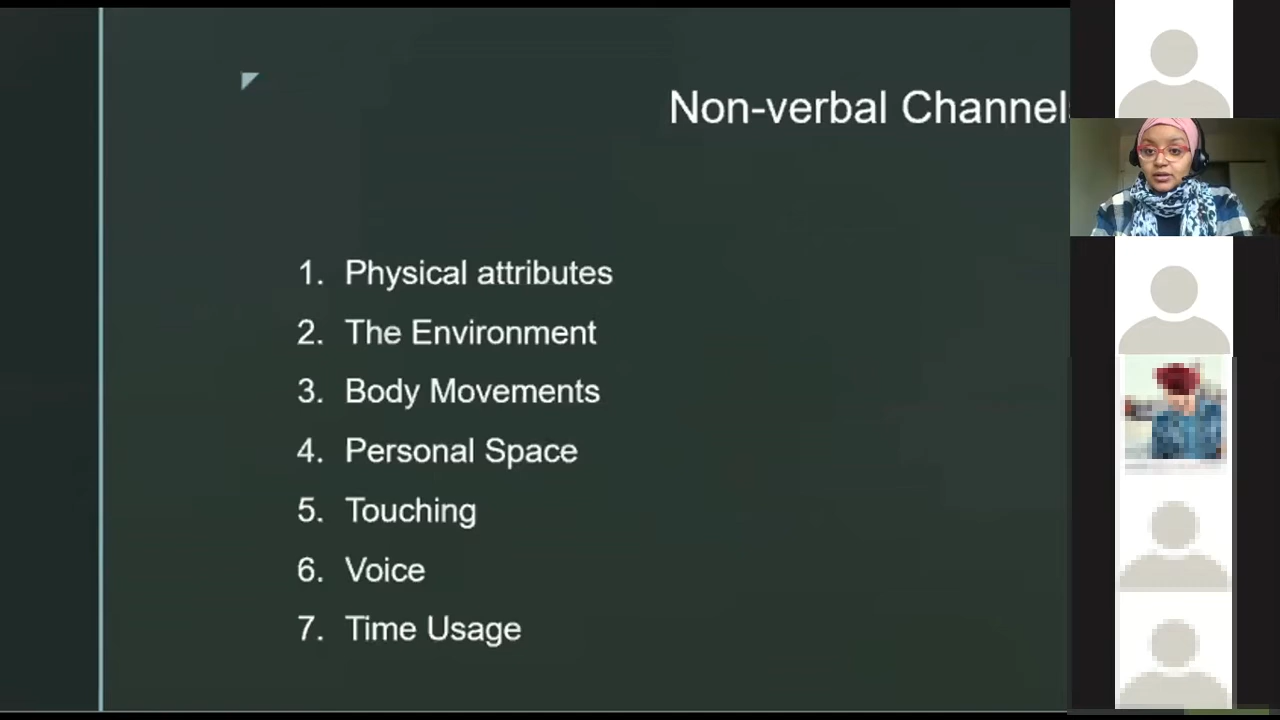 Non-verbal Channels
1. Physical attributes
2. The Environment
3. Body Movements
4. Personal Space
5. Touching
6. Voice
7. Time Usage